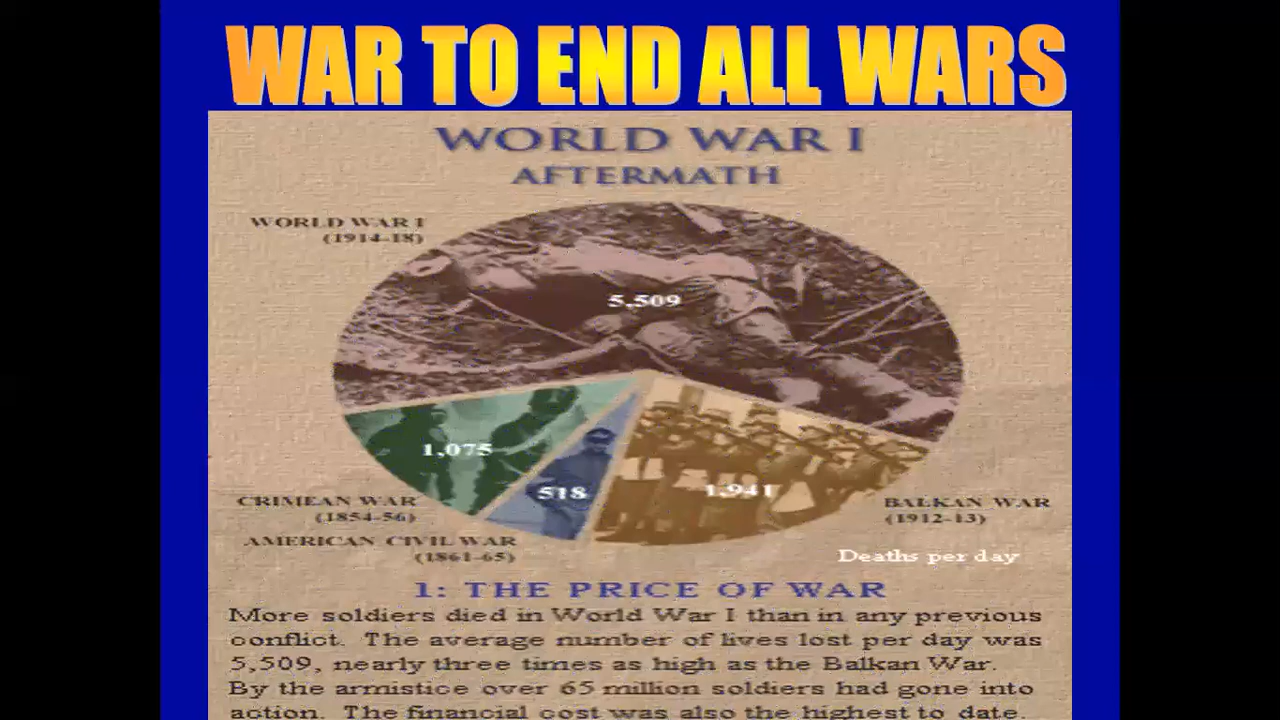 WAR TO END ALL WARS
WORLD WAR I
AFTERMATH
WORLD WAR I
(1914-18)
5,509
1,075
518
1,941
CRIMEAN WAR
(1854-56)
BALKAN WAR
(1912-13)
AMERICAN CIVIL WAR
(1861-65)
Deaths per day
1: THE PRICE OF WAR
More soldiers died in World War I than in any previous
conflict. The average number of lives lost per day was
5,509, nearly three times as high as the Balkan War.
By the armistice over 65 million soldiers had gone into
action. The financial cost was also the highest to date.